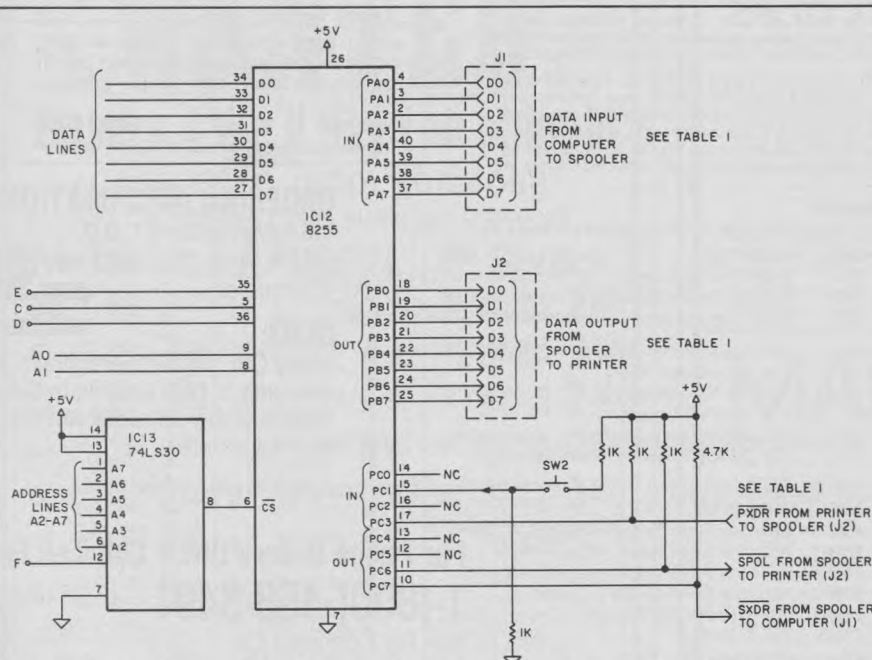 +5V
26
34 D0
33 D1
32 D2
31 D3
30 D4
29 D5
28 D6
27 D7
DATA
LINES
IC12
8255
IN
PA0 4
PA1 3
PA2 2
PA3 1
PA4 40
PA5 39
PA6 38
PA7 37
J1
D0
D1
D2
D3
D4
D5
D6
D7
DATA INPUT
FROM
COMPUTER
TO SPOOLER
SEE TABLE 1
E 35
C 5
D 36
A0 9
A1 8
OUT
PB0 18
PB1 19
PB2 20
PB3 21
PB4 22
PB5 23
PB6 24
PB7 25
J2
D0
D1
D2
D3
D4
D5
D6
D7
DATA OUTPUT
FROM
SPOOLER
TO PRINTER
SEE TABLE 1
+5V
14
13
IC13
74LS30
ADDRESS
LINES
A2-A7
1 A7
2 A6
3 A5
4 A4
5 A3
6 A2
F 12
7
8
6 CS
IN
PC0 14 NC
PC1 15
PC2 16 NC
PC3 17
OUT
PC4 13 NC
PC5 12 NC
PC6 11
PC7 10
7
SW2
+5V
1K
1K
1K
4.7K
1K
SEE TABLE 1
PXDR FROM PRINTER
TO SPOOLER (J2)
SPOL FROM SPOOLER
TO PRINTER (J2)
SXDR FROM SPOOLER
TO COMPUTER (J1)